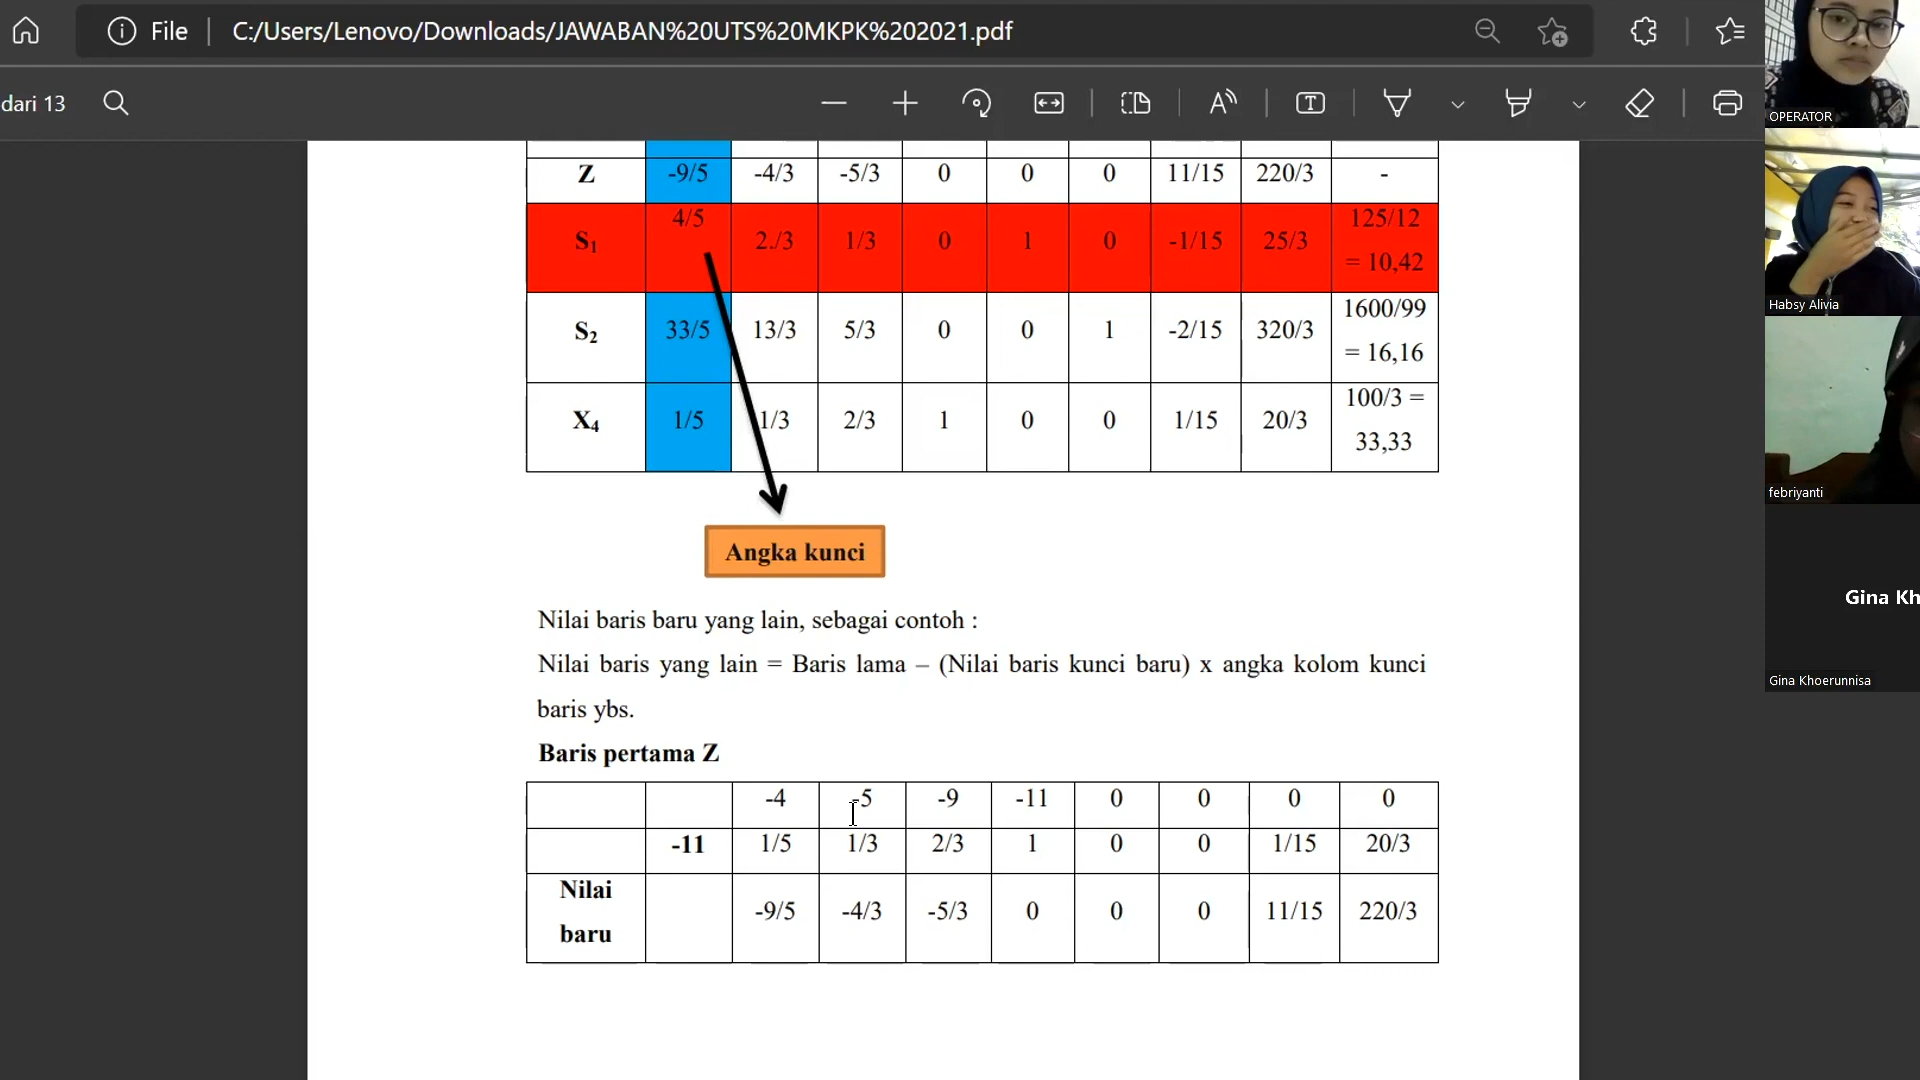 File C:/Users/Lenovo/Downloads/JAWABAN%20UTS%20MKPK%202021.pdf
dari 13
OPERATOR
Habsy Alivia
febriyanti
Gina Kh
Gina Khoerunnisa
Z -9/5 -4/3 -5/3 0 0 0 11/15 220/3 -
S₁ 4/5 2./3 1/3 0 1 0 -1/15 25/3 125/12 = 10,42
S₂ 33/5 13/3 5/3 0 0 1 -2/15 320/3 1600/99 = 16,16
X₄ 1/5 1/3 2/3 1 0 0 1/15 20/3 100/3 = 33,33
Angka kunci
Nilai baris baru yang lain, sebagai contoh :
Nilai baris yang lain = Baris lama – (Nilai baris kunci baru) x angka kolom kunci
baris ybs.
Baris pertama Z
-4 -5 -9 -11 0 0 0 0
-11 1/5 1/3 2/3 1 0 0 1/15 20/3
Nilai baru -9/5 -4/3 -5/3 0 0 0 11/15 220/3